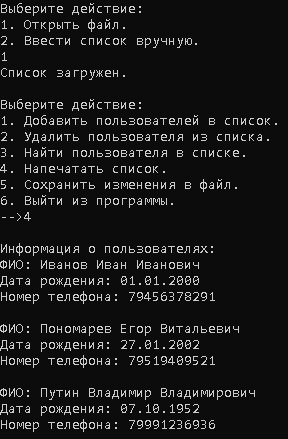 Выберите действие:
1. Открыть файл.
2. Ввести список вручную.
1
Список загружен.
Выберите действие:
1. Добавить пользователей в список.
2. Удалить пользователя из списка.
3. Найти пользователя в списке.
4. Напечатать список.
5. Сохранить изменения в файл.
6. Выйти из программы.
-->4
Информация о пользователях:
ФИО: Иванов Иван Иванович
Дата рождения: 01.01.2000
Номер телефона: 79456378291
ФИО: Пономарев Егор Витальевич
Дата рождения: 27.01.2002
Номер телефона: 79519409521
ФИО: Путин Владимир Владимирович
Дата рождения: 07.10.1952
Номер телефона: 79991236936